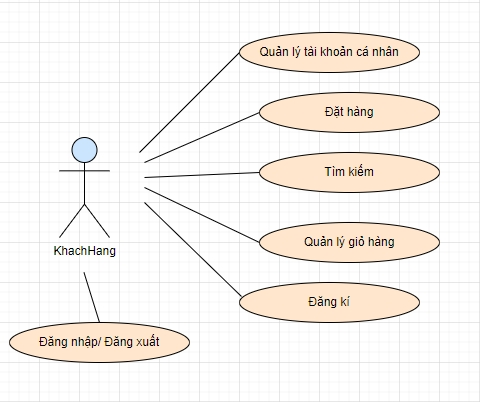 Quản lý tài khoản cá nhân
Đặt hàng
Tìm kiếm
KhachHang
Quản lý giỏ hàng
Đăng kí
Đăng nhập/ Đăng xuất